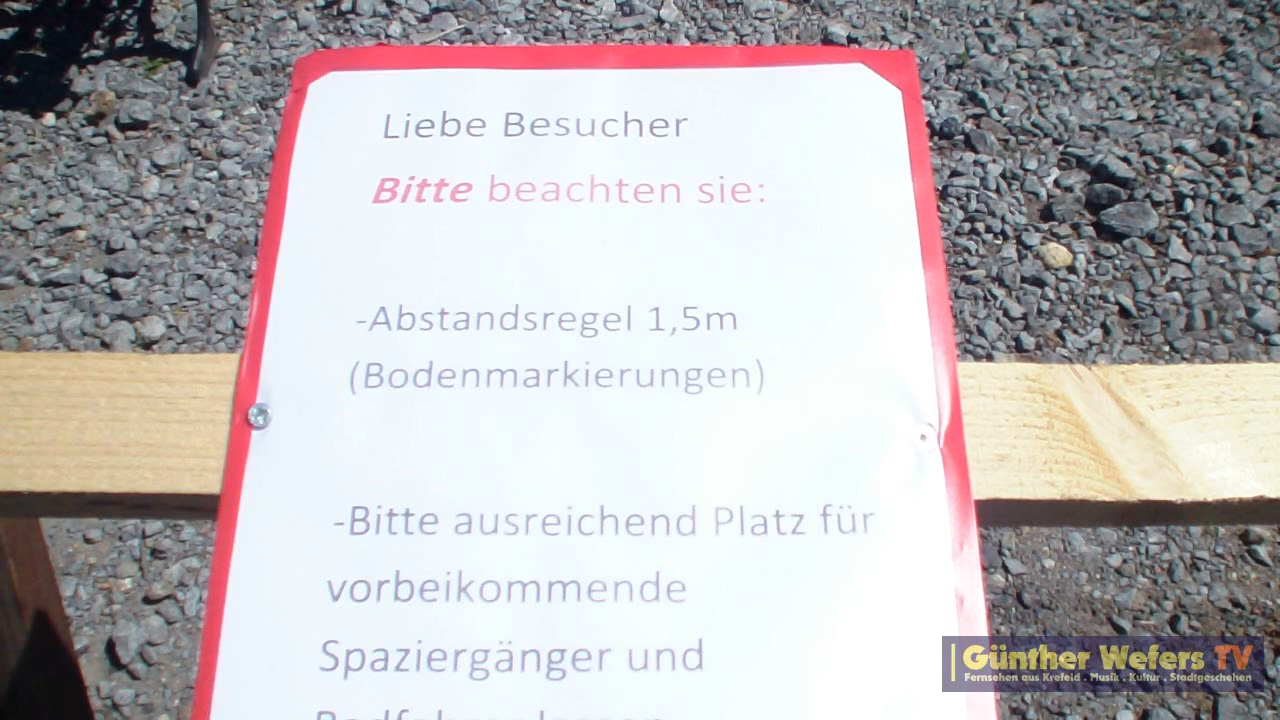 Liebe Besucher
Bitte beachten sie:
-Abstandsregel 1,5m
(Bodenmarkierungen)
-Bitte ausreichend Platz für
vorbeikommende
Spaziergänger und
Günther Wefers TV
Fernsehen aus Krefeld . Musik . Kultur . Stadtgeschehen